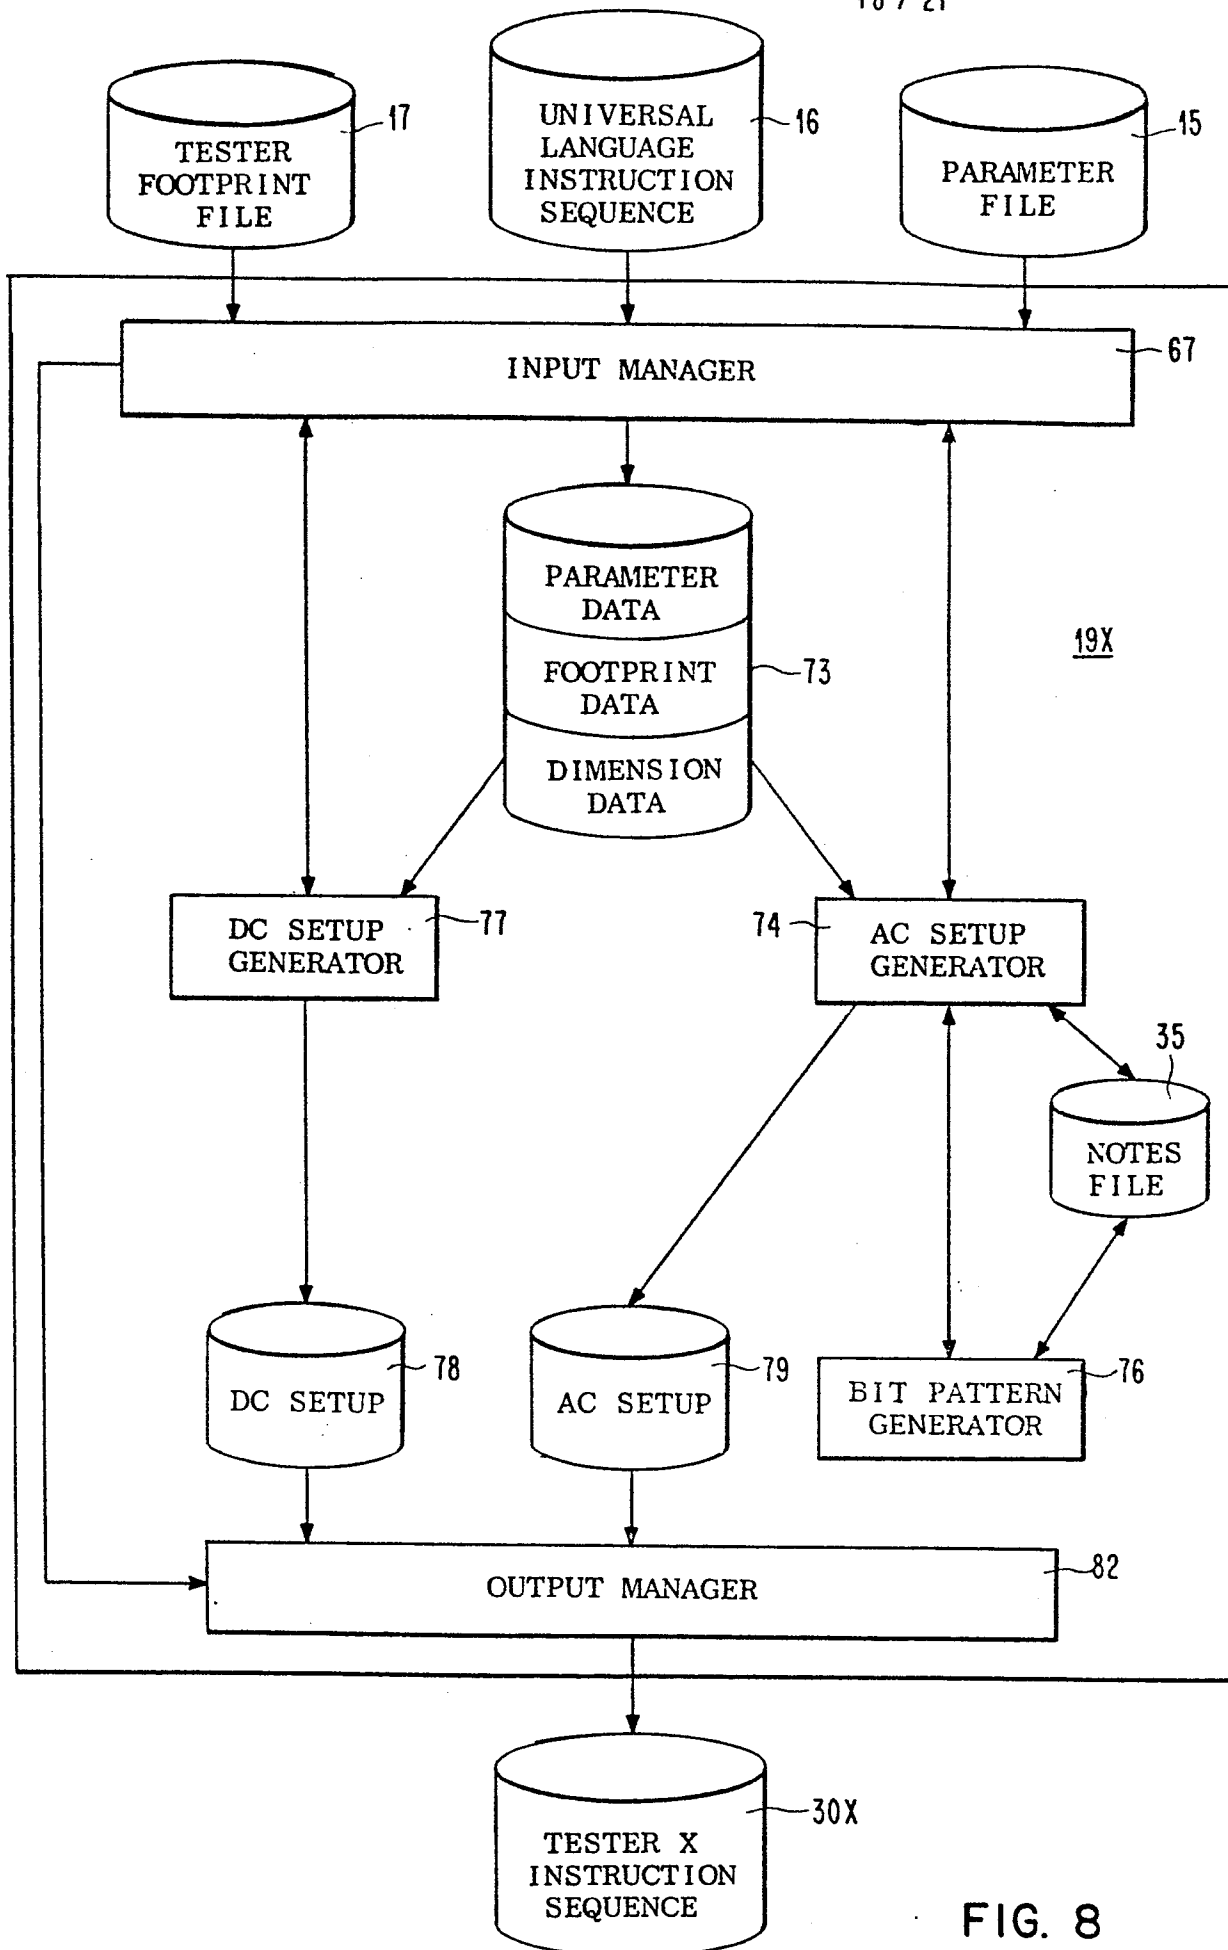 17
TESTER
FOOTPRINT
FILE
16
UNIVERSAL
LANGUAGE
INSTRUCTION
SEQUENCE
15
PARAMETER
FILE
67
INPUT MANAGER
PARAMETER
DATA
FOOTPRINT
DATA
DIMENSION
DATA
73
19X
DC SETUP
GENERATOR
77
74
AC SETUP
GENERATOR
35
NOTES
FILE
78
DC SETUP
79
AC SETUP
76
BIT PATTERN
GENERATOR
82
OUTPUT MANAGER
30X
TESTER X
INSTRUCTION
SEQUENCE
FIG. 8